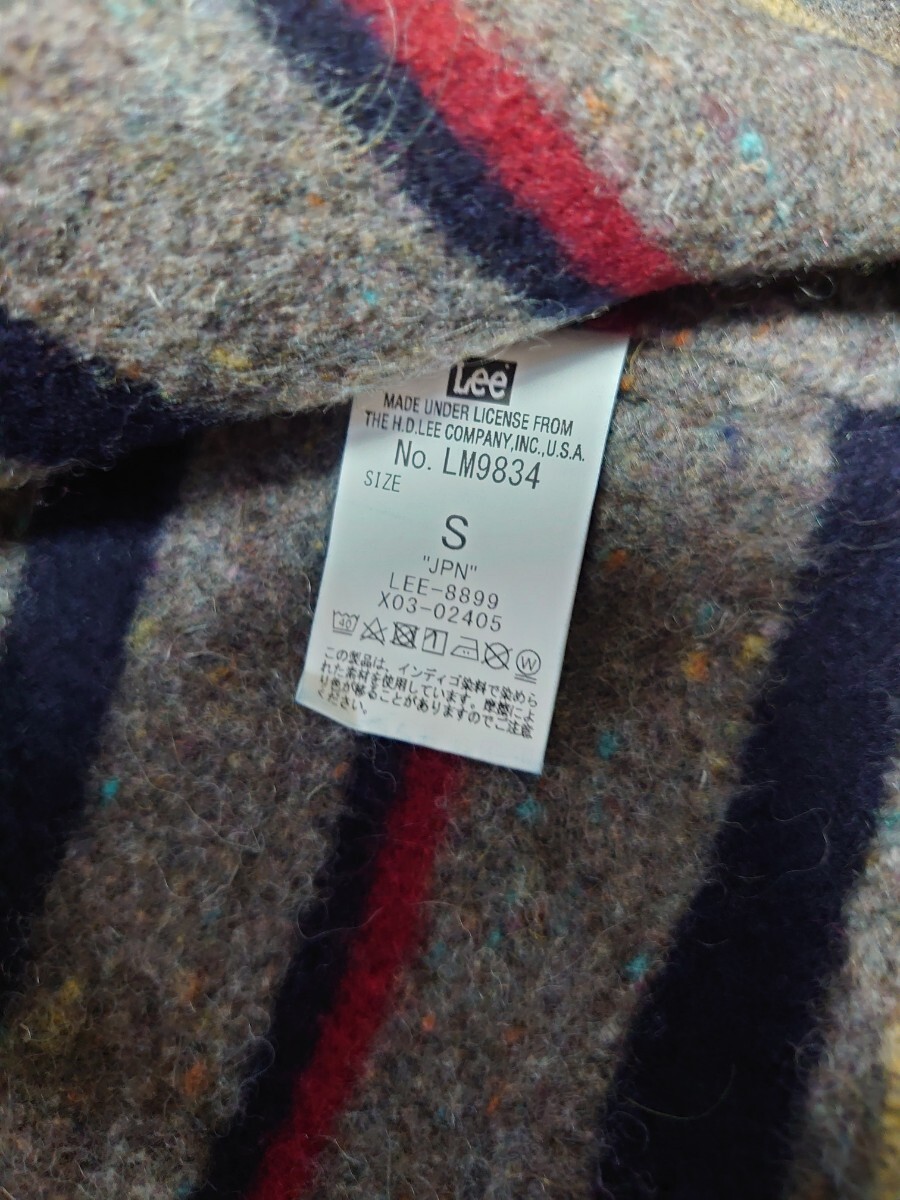 Lee
MADE UNDER LICENSE FROM
THE H.D.LEE COMPANY,INC.,U.S.A.
No. LM9834
SIZE
S
"JPN"
LEE-8899
X03-02405
40
1
W
この製品は、インディゴ染料で染めら
れた素材を使用しています。摩擦によ
り色が移ることがありますのでご注意
ください。